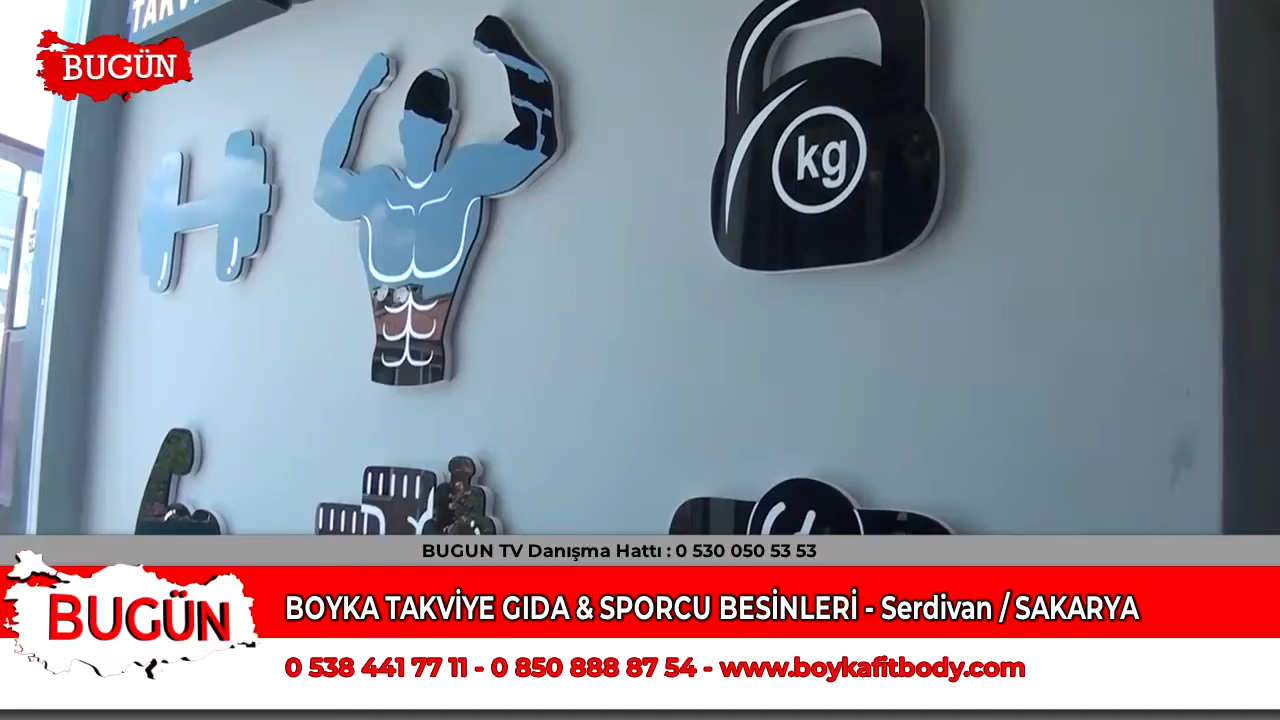 BUGÜN
kg
BUGUN TV Danışma Hattı : 0 530 050 53 53
BUGÜN
BOYKA TAKVİYE GIDA & SPORCU BESİNLERİ - Serdivan / SAKARYA
0 538 441 77 11 - 0 850 888 87 54 - www.boykafitbody.com